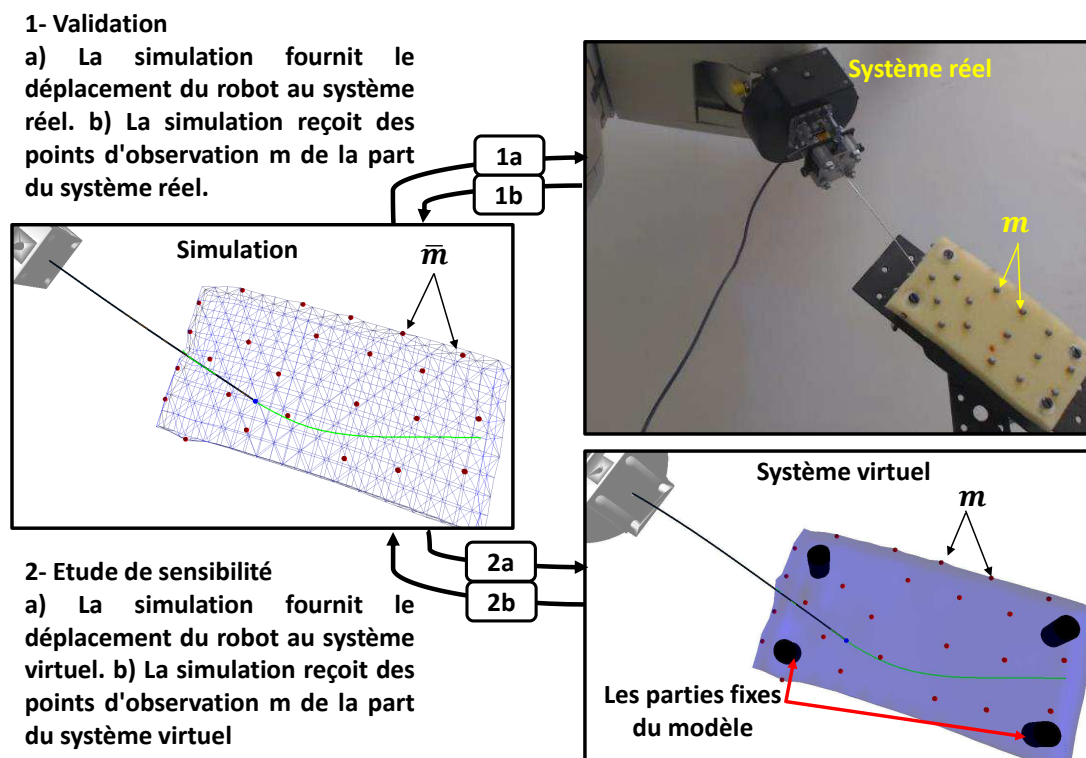 1- Validation
a) La simulation fournit le
déplacement du robot au système
réel. b) La simulation reçoit des
points d'observation m de la part
du système réel.
1a
1b
Système réel
m
Simulation
m̅
2- Etude de sensibilité
a) La simulation fournit le
déplacement du robot au système
virtuel. b) La simulation reçoit des
points d'observation m de la part
du système virtuel
2a
2b
Système virtuel
m
Les parties fixes
du modèle